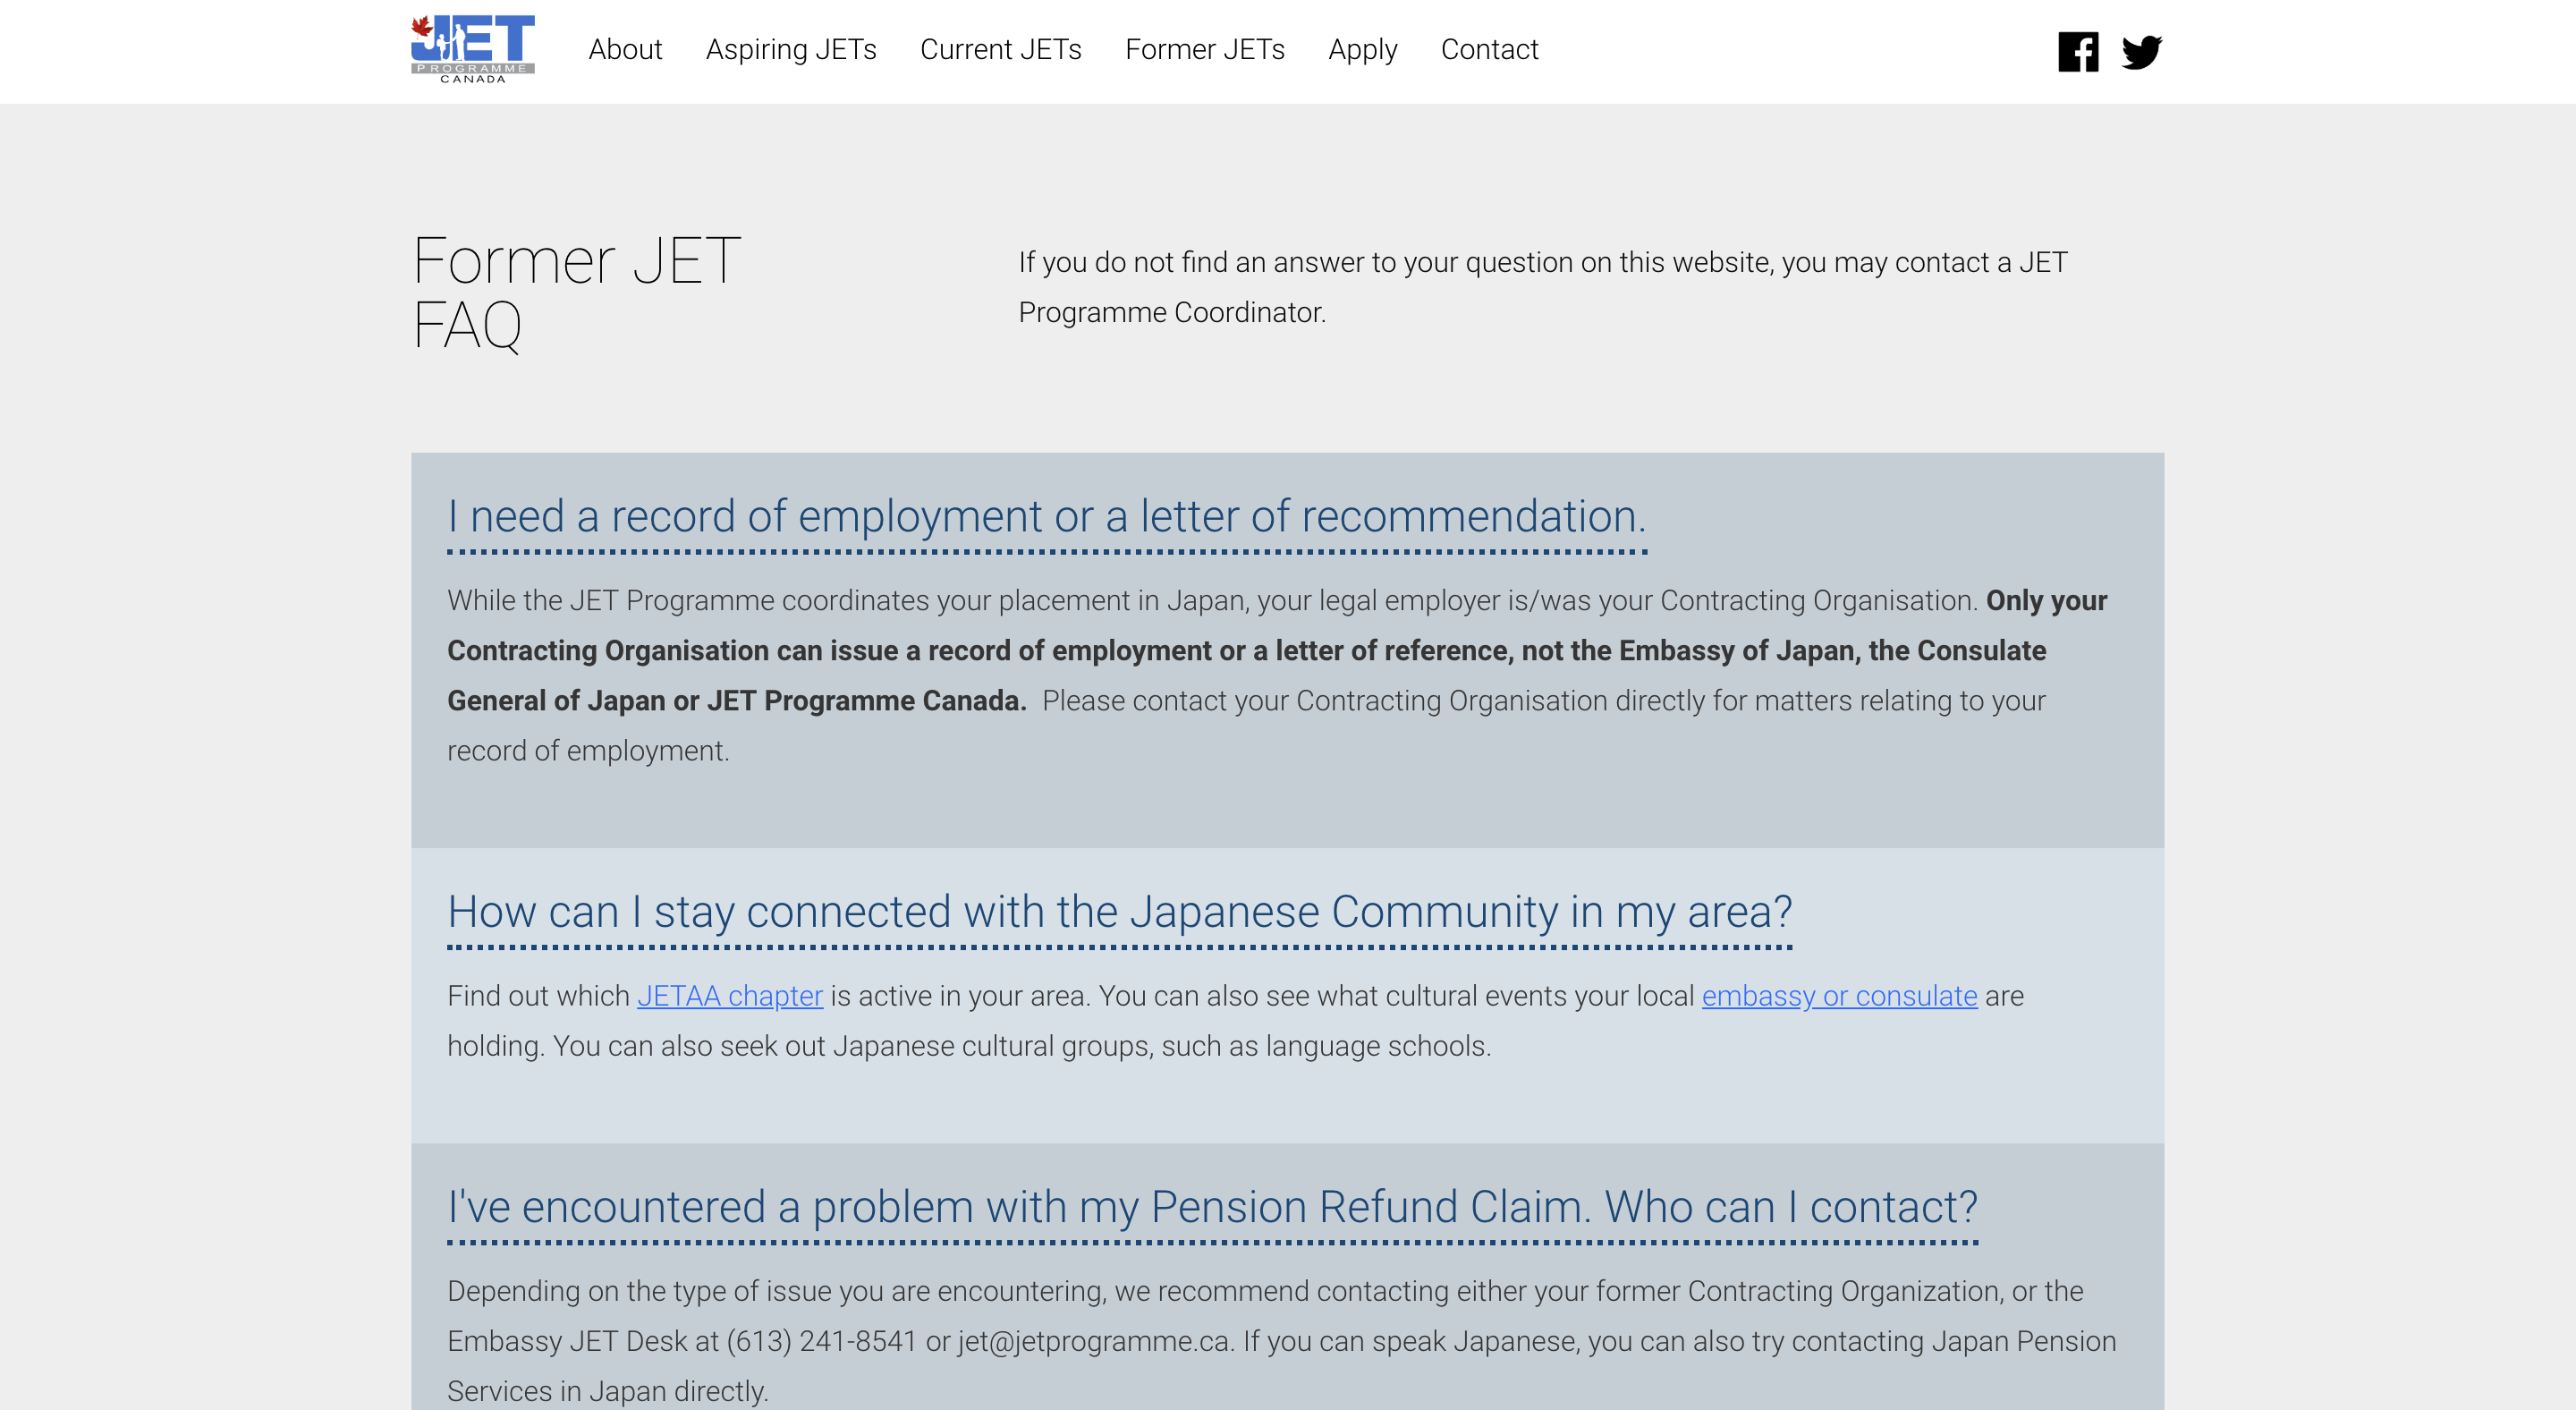 JET
PROGRAMME
CANADA
About
Aspiring JETs
Current JETs
Former JETs
Apply
Contact
Former JET
FAQ
If you do not find an answer to your question on this website, you may contact a JET
Programme Coordinator.
I need a record of employment or a letter of recommendation.
While the JET Programme coordinates your placement in Japan, your legal employer is/was your Contracting Organisation. Only your
Contracting Organisation can issue a record of employment or a letter of reference, not the Embassy of Japan, the Consulate
General of Japan or JET Programme Canada.  Please contact your Contracting Organisation directly for matters relating to your
record of employment.
How can I stay connected with the Japanese Community in my area?
Find out which JETAA chapter is active in your area. You can also see what cultural events your local embassy or consulate are
holding. You can also seek out Japanese cultural groups, such as language schools.
I've encountered a problem with my Pension Refund Claim. Who can I contact?
Depending on the type of issue you are encountering, we recommend contacting either your former Contracting Organization, or the
Embassy JET Desk at (613) 241-8541 or jet@jetprogramme.ca. If you can speak Japanese, you can also try contacting Japan Pension
Services in Japan directly.